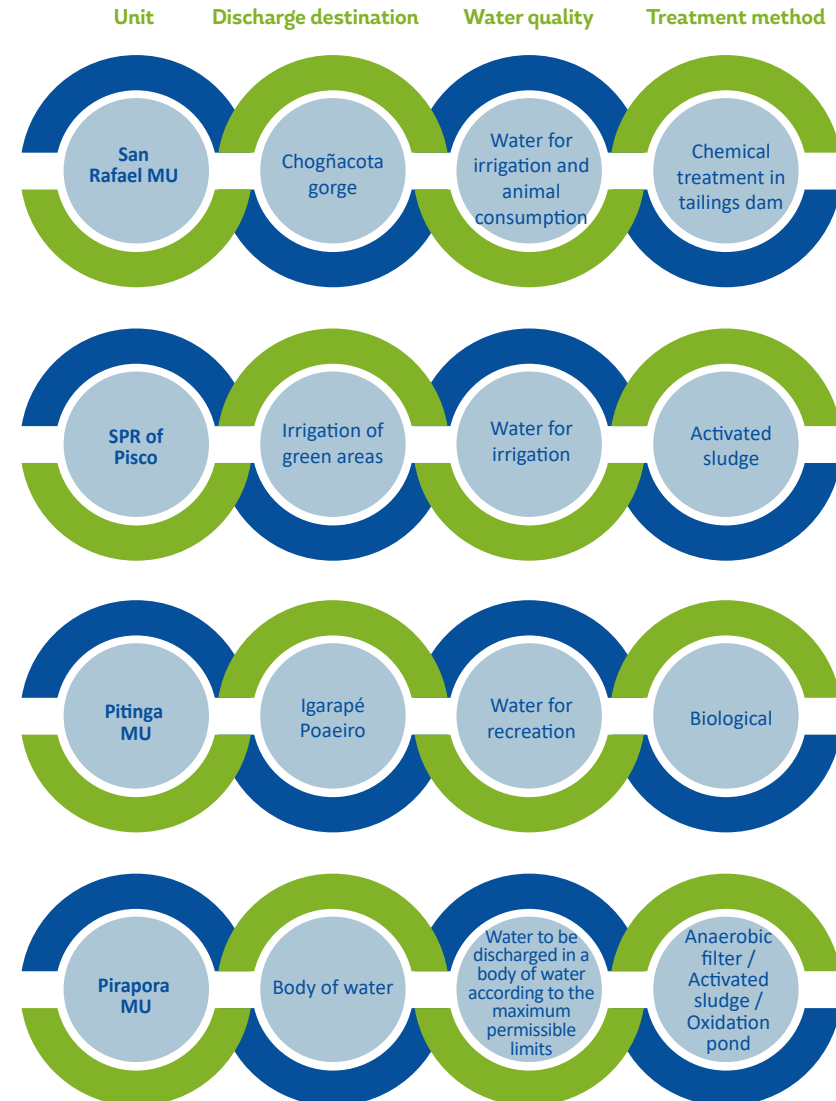 Unit Discharge destination Water quality Treatment method
San
Rafael MU
Chogñacota
gorge
Water for
irrigation and
animal
consumption
Chemical
treatment in
tailings dam
SPR of
Pisco
Irrigation of
green areas
Water for
irrigation
Activated
sludge
Pitinga
MU
Igarapé
Poaeiro
Water for
recreation
Biological
Pirapora
MU
Body of water
Water to be
discharged in a
body of water
according to the
maximum
permissible
limits
Anaerobic
filter /
Activated
sludge /
Oxidation
pond